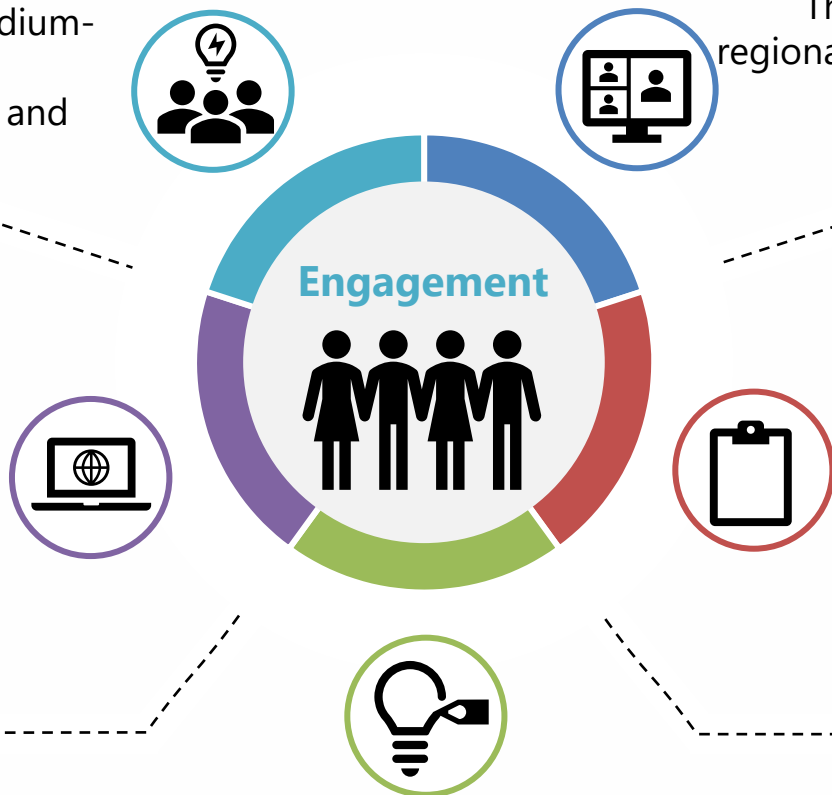 dium-
and
Th
regiona
Engagement